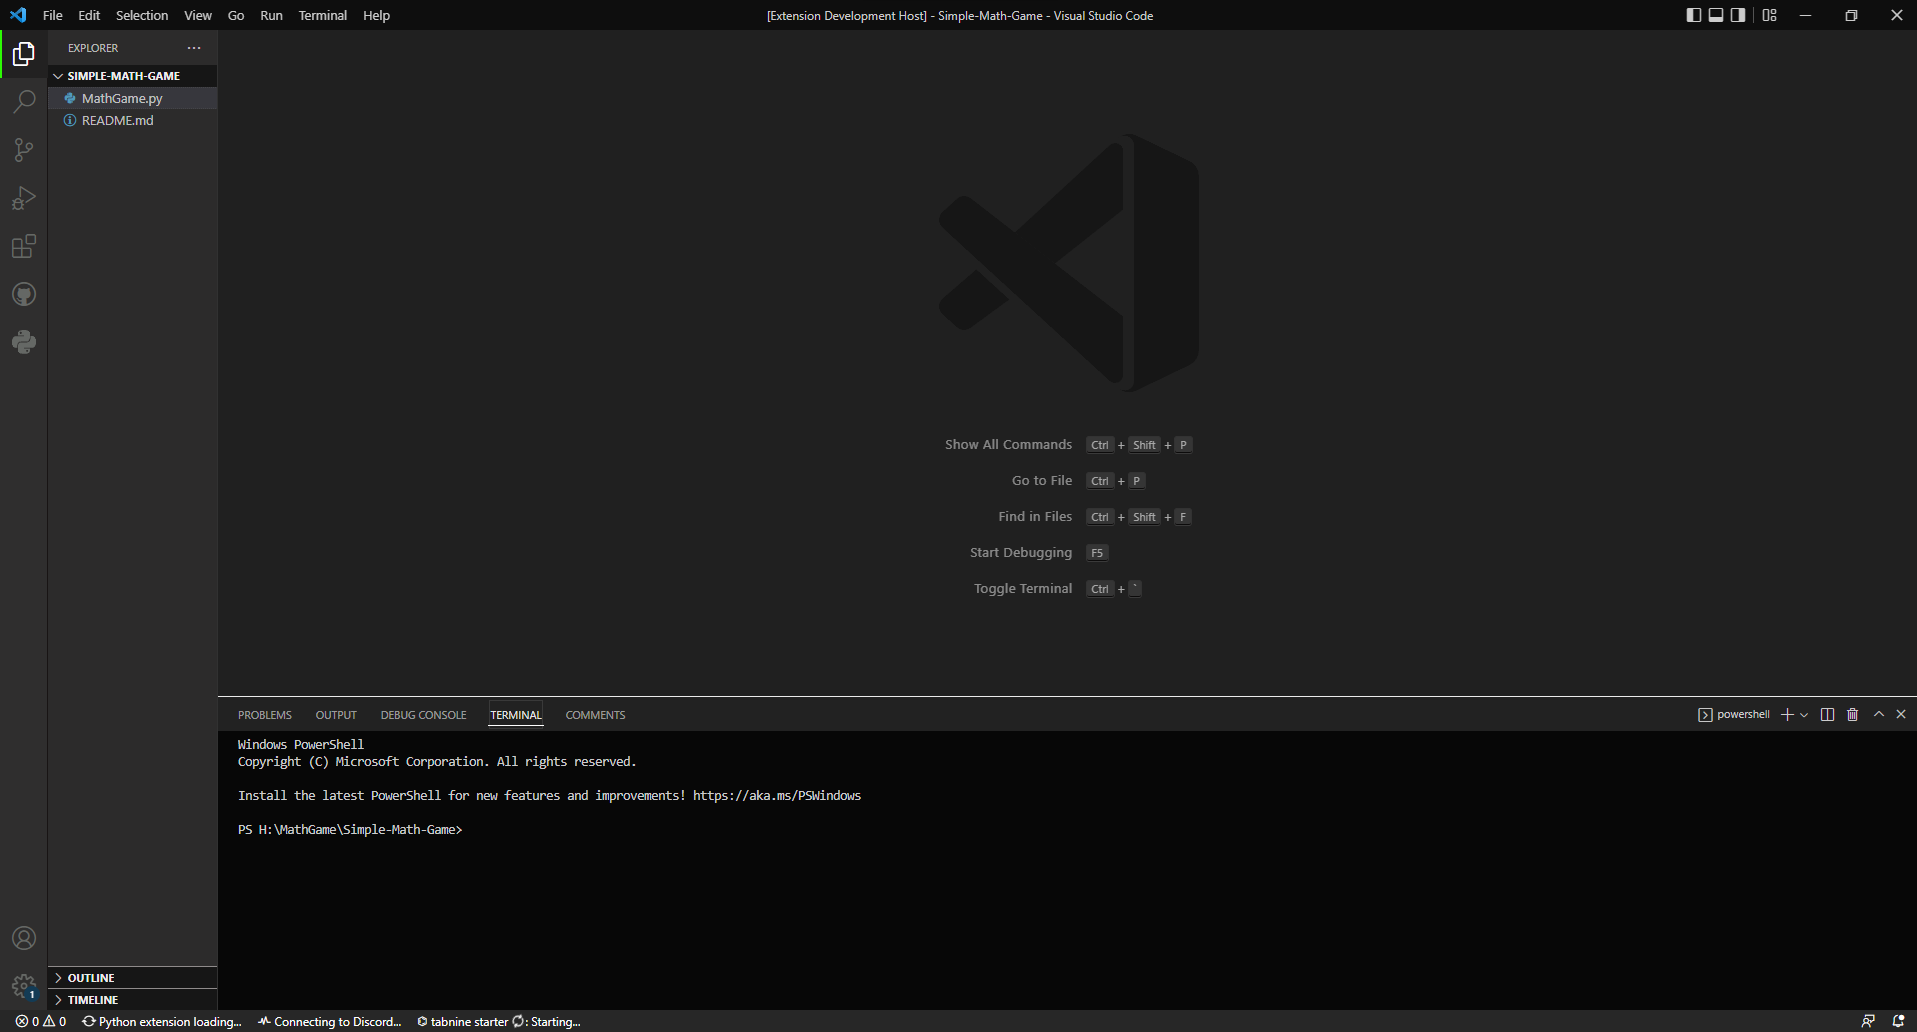 File Edit Selection View Go Run Terminal Help
[Extension Development Host] - Simple-Math-Game - Visual Studio Code
EXPLORER
SIMPLE-MATH-GAME
MathGame.py
README.md
Show All Commands Ctrl + Shift + P
Go to File Ctrl + P
Find in Files Ctrl + Shift + F
Start Debugging F5
Toggle Terminal Ctrl + `
PROBLEMS OUTPUT DEBUG CONSOLE TERMINAL COMMENTS
powershell
Windows PowerShell
Copyright (C) Microsoft Corporation. All rights reserved.
Install the latest PowerShell for new features and improvements! https://aka.ms/PSWindows
PS H:\MathGame\Simple-Math-Game>
OUTLINE
1
TIMELINE
0 0 Python extension loading... Connecting to Discord... tabnine starter : Starting...